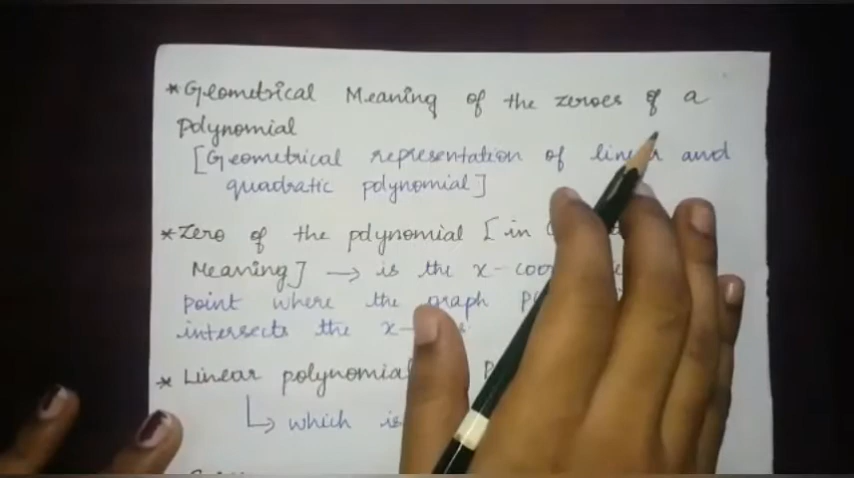 * Geometrical Meaning of the zeroes of a
polynomial
[Geometrical representation of linear and
quadratic polynomial]
* Zero of the polynomial [in
Meaning] → is the x-
point where the graph
intersects the x-
* Linear polynomial
↳ which is